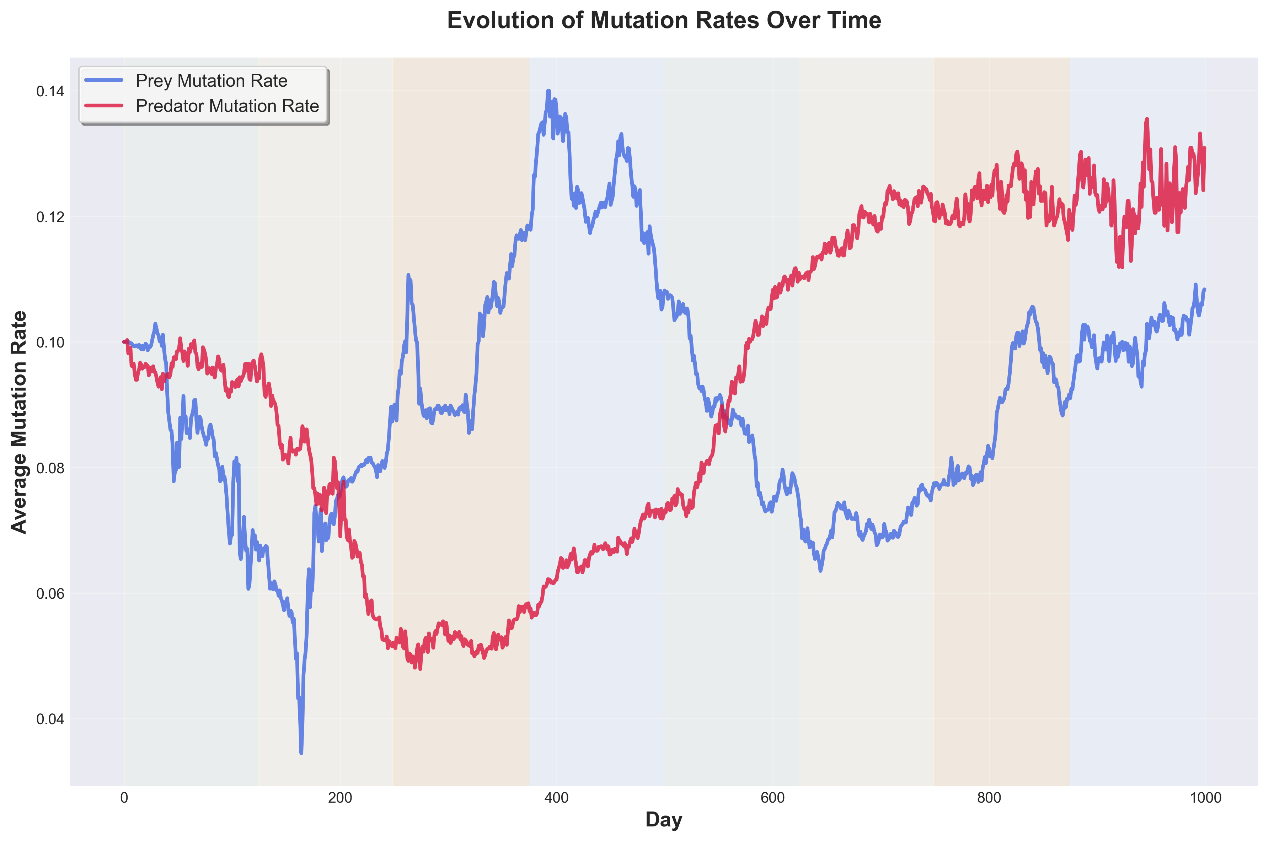 Evolution of Mutation Rates Over Time
Prey Mutation Rate
Predator Mutation Rate
Average Mutation Rate
0.14
0.12
0.10
0.08
0.06
0.04
0 200 400 600 800 1000
Day